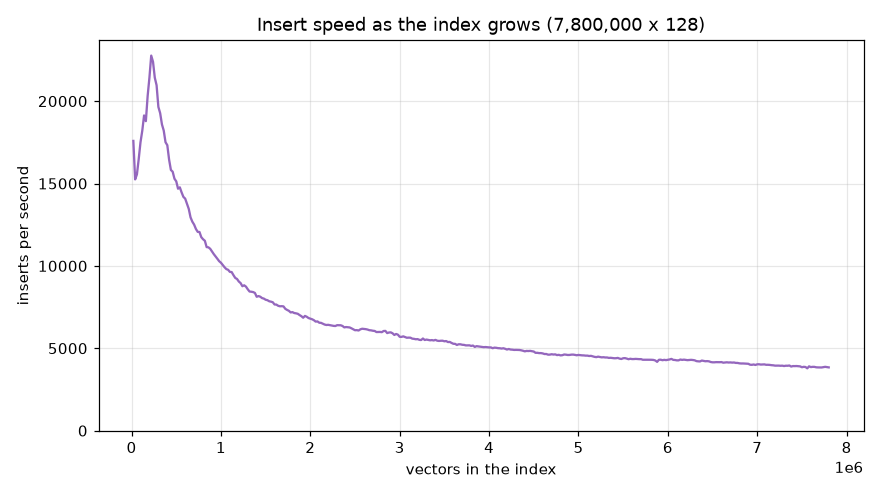 Insert speed as the index grows (7,800,000 x 128)
inserts per second
20000
15000
10000
5000
0
0 1 2 3 4 5 6 7 8
1e6
vectors in the index